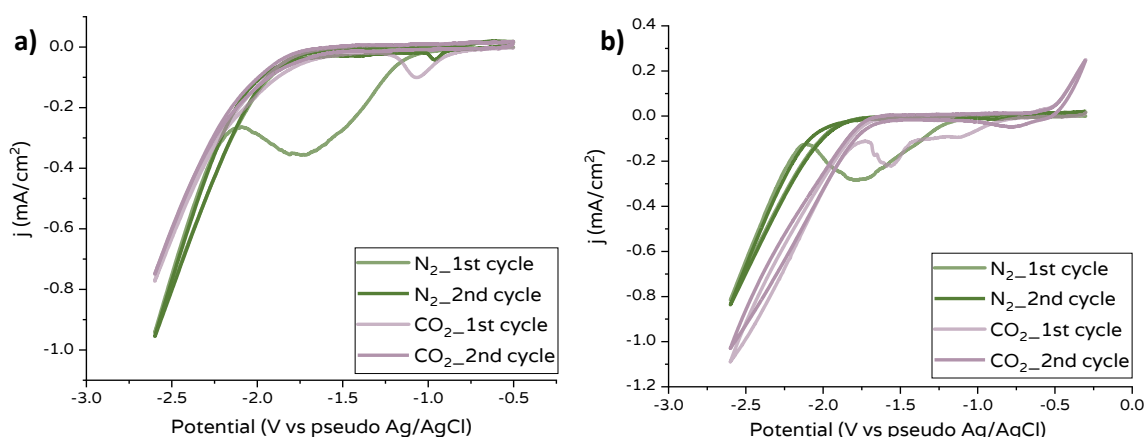 a)
0.0
-0.2
-0.4
-0.6
-0.8
-1.0
j (mA/cm²)
N₂_1st cycle
N₂_2nd cycle
CO₂_1st cycle
CO₂_2nd cycle
-3.0 -2.5 -2.0 -1.5 -1.0 -0.5
Potential (V vs pseudo Ag/AgCl)
b)
0.4
0.2
0.0
-0.2
-0.4
-0.6
-0.8
-1.0
-1.2
j (mA/cm²)
N₂_1st cycle
N₂_2nd cycle
CO₂_1st cycle
CO₂_2nd cycle
-3.0 -2.5 -2.0 -1.5 -1.0 -0.5 0.0
Potential (V vs pseudo Ag/AgCl)